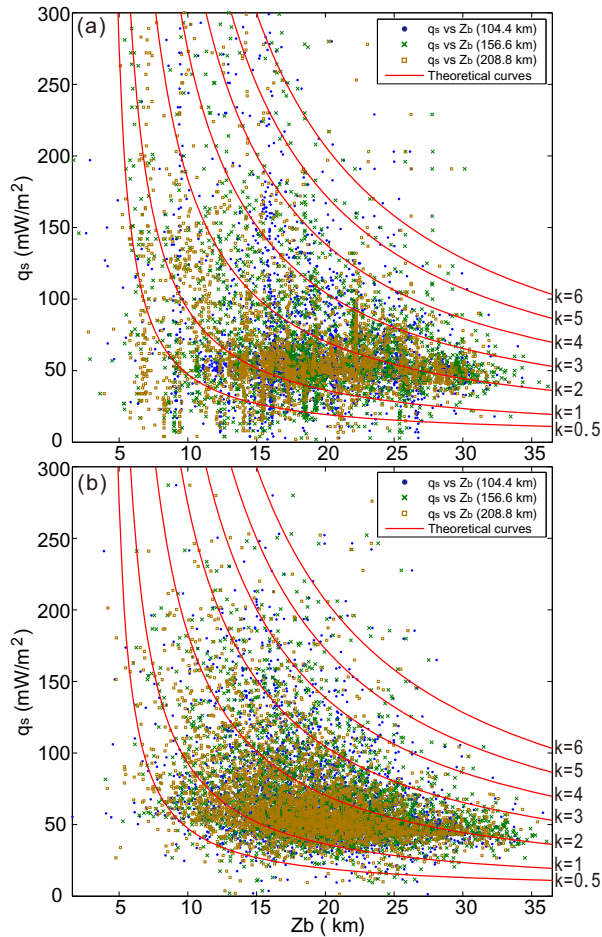 (a)
qs vs Zb (104.4 km)
qs vs Zb (156.6 km)
qs vs Zb (208.8 km)
Theoretical curves
300
250
200
150
100
50
0
qs (mW/m²)
k=6
k=5
k=4
k=3
k=2
k=1
k=0.5
5 10 15 20 25 30 35
(b)
qs vs Zb (104.4 km)
qs vs Zb (156.6 km)
qs vs Zb (208.8 km)
Theoretical curves
300
250
200
150
100
50
0
qs (mW/m²)
k=6
k=5
k=4
k=3
k=2
k=1
k=0.5
5 10 15 20 25 30 35
Zb ( km)